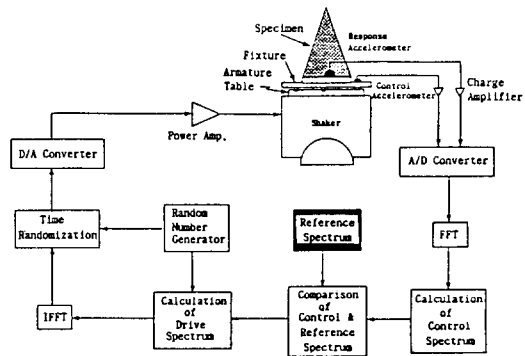 Specimen
Response
Accelerometer
Fixture
Armature
Table
Control
Accelerometer
Charge
Amplifier
Power Amp.
Shaker
D/A Converter
A/D Converter
Time
Randomization
Random
Number
Generator
Reference
Spectrum
FFT
IFFT
Calculation
of
Drive Spectrum
Comparison
of
Control &
Reference Spectrum
Calculation
of Control
Spectrum